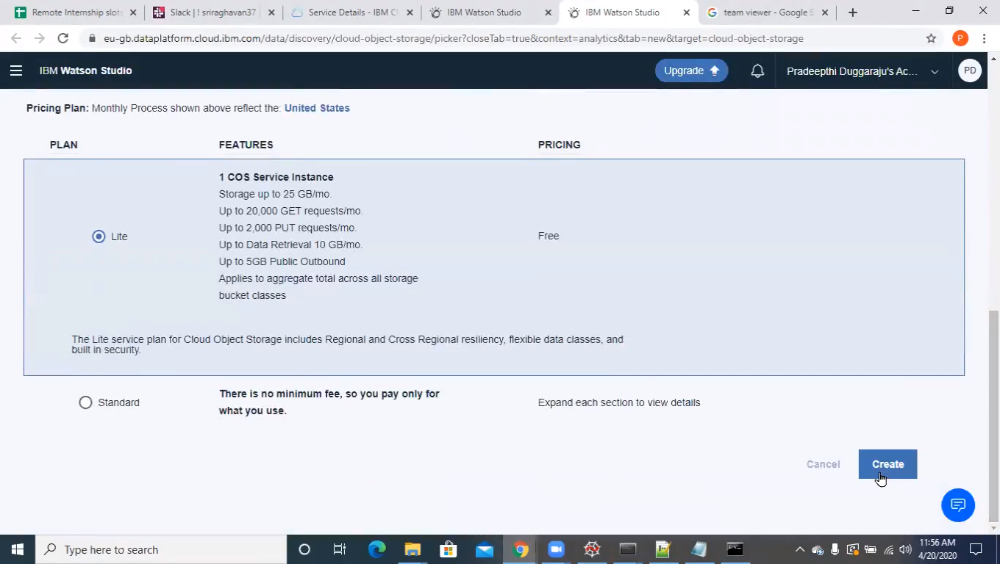 Remote Internship slots
Slack | ! sriraghavan37
Service Details - IBM C
IBM Watson Studio
IBM Watson Studio
team viewer - Google S
eu-gb.dataplatform.cloud.ibm.com/data/discovery/cloud-object-storage/picker?closeTab=true&context=analytics&tab=new&target=cloud-object-storage
P
IBM Watson Studio
Upgrade
Pradeepthi Duggaraju's Ac...
PD
Pricing Plan: Monthly Process shown above reflect the: United States
PLAN
FEATURES
PRICING
1 COS Service Instance
Storage up to 25 GB/mo.
Up to 20,000 GET requests/mo.
Up to 2,000 PUT requests/mo.
Lite
Free
Up to Data Retrieval 10 GB/mo.
Up to 5GB Public Outbound
Applies to aggregate total across all storage
bucket classes
The Lite service plan for Cloud Object Storage includes Regional and Cross Regional resiliency, flexible data classes, and
built in security.
Standard
There is no minimum fee, so you pay only for
what you use.
Expand each section to view details
Cancel
Create
Type here to search
11:56 AM
4/20/2020